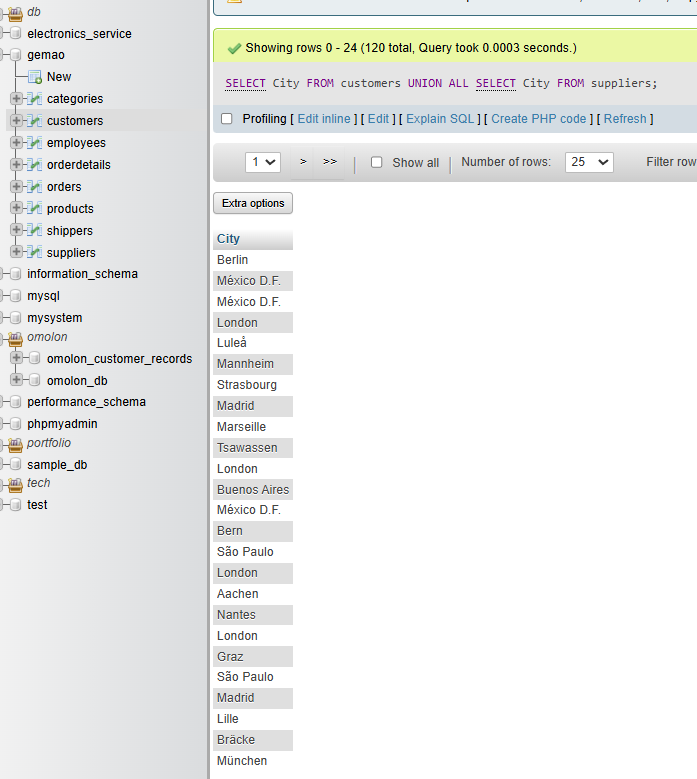 db
electronics_service
gemao
New
categories
customers
employees
orderdetails
orders
products
shippers
suppliers
information_schema
mysql
mysystem
omolon
omolon_customer_records
omolon_db
performance_schema
phpmyadmin
portfolio
sample_db
tech
test
Showing rows 0 - 24 (120 total, Query took 0.0003 seconds.)
SELECT City FROM customers UNION ALL SELECT City FROM suppliers;
Profiling [ Edit inline ] [ Edit ] [ Explain SQL ] [ Create PHP code ] [ Refresh ]
1 > >> | Show all | Number of rows: 25 Filter row
Extra options
City
Berlin
México D.F.
México D.F.
London
Luleå
Mannheim
Strasbourg
Madrid
Marseille
Tsawassen
London
Buenos Aires
México D.F.
Bern
São Paulo
London
Aachen
Nantes
London
Graz
São Paulo
Madrid
Lille
Bräcke
München